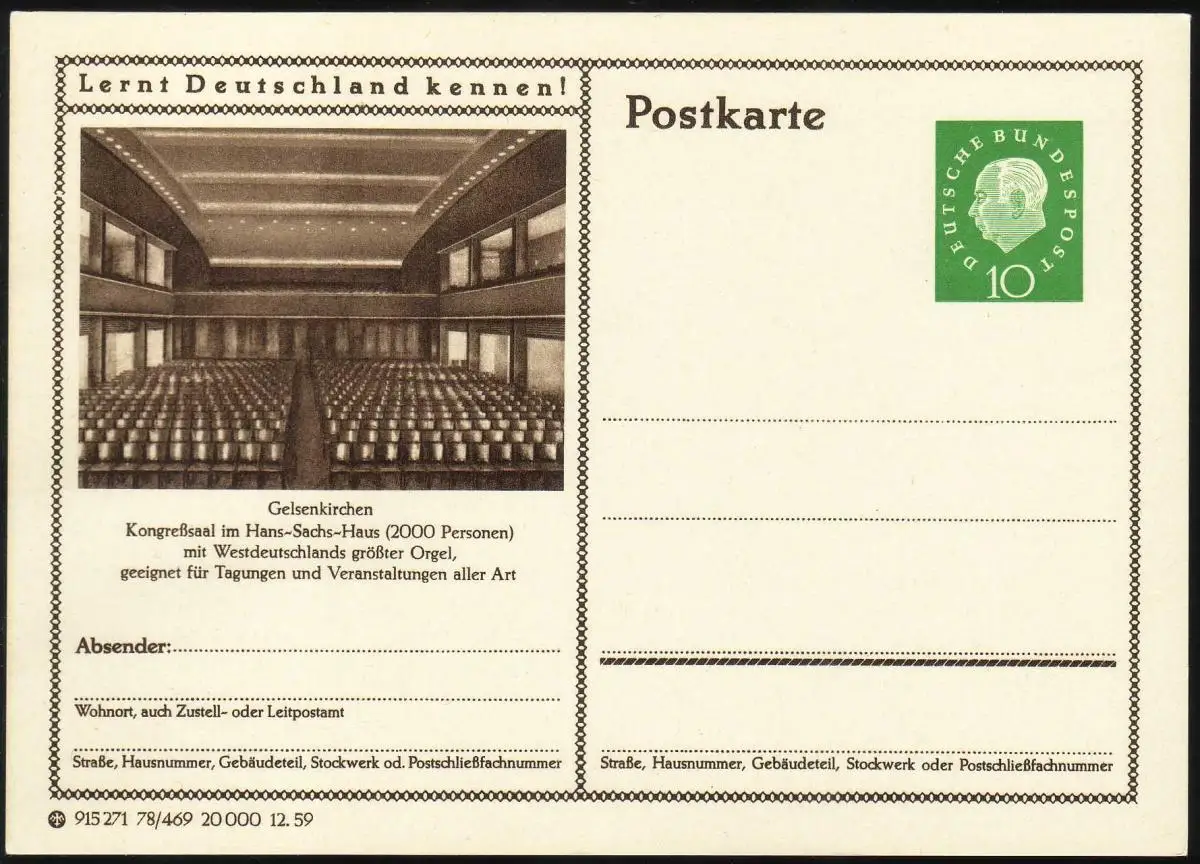 Lernt Deutschland kennen!
Gelsenkirchen
Kongreßsaal im Hans-Sachs-Haus (2000 Personen)
mit Westdeutschlands größter Orgel,
geeignet für Tagungen und Veranstaltungen aller Art
Absender:
Wohnort, auch Zustell- oder Leitpostamt
Straße, Hausnummer, Gebäudeteil, Stockwerk od. Postschließfachnummer
915 271 78/469 20 000 12. 59
Postkarte
DEUTSCHE BUNDESPOST
10
Straße, Hausnummer, Gebäudeteil, Stockwerk oder Postschließfachnummer